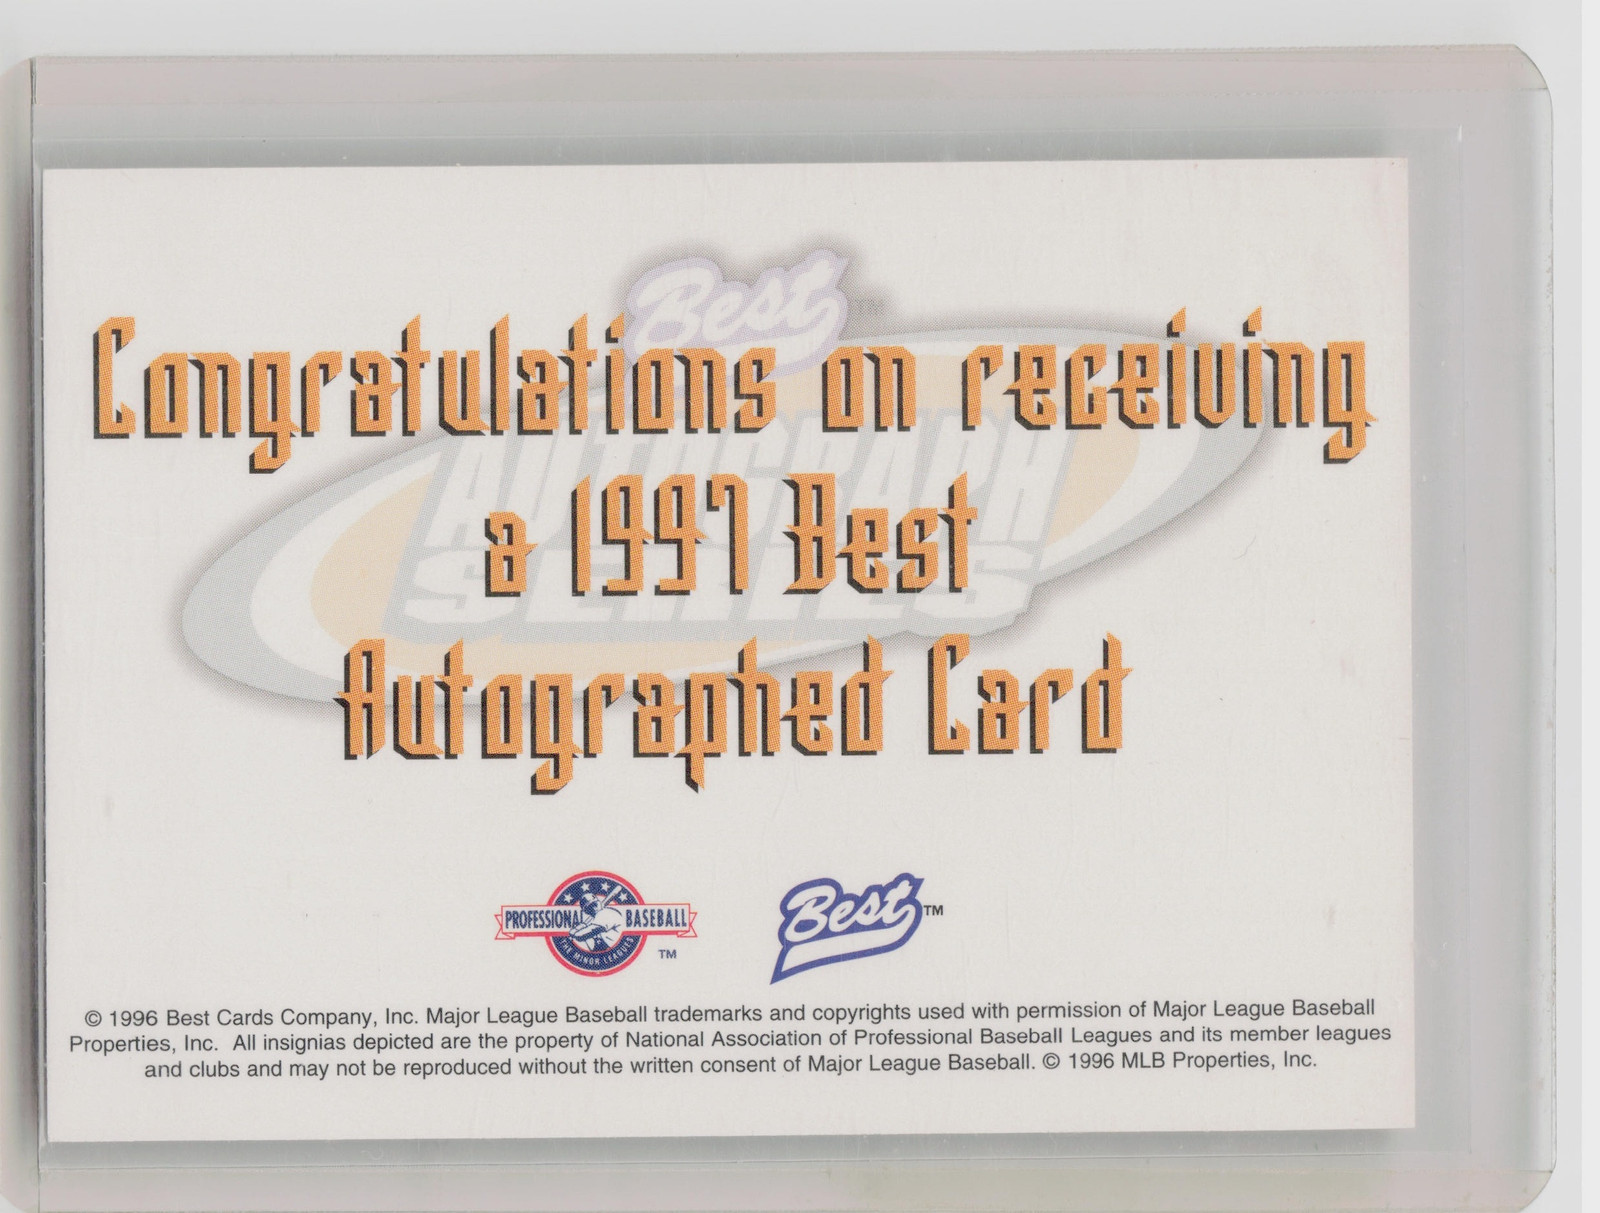 Best TM
Congratulations on receiving
AUTOGRAPH
a 1997 Best
SERIES
Autographed Card
PROFESSIONAL BASEBALL
THE MINOR LEAGUES
TM
Best TM
© 1996 Best Cards Company, Inc. Major League Baseball trademarks and copyrights used with permission of Major League Baseball
Properties, Inc. All insignias depicted are the property of National Association of Professional Baseball Leagues and its member leagues
and clubs and may not be reproduced without the written consent of Major League Baseball. © 1996 MLB Properties, Inc.